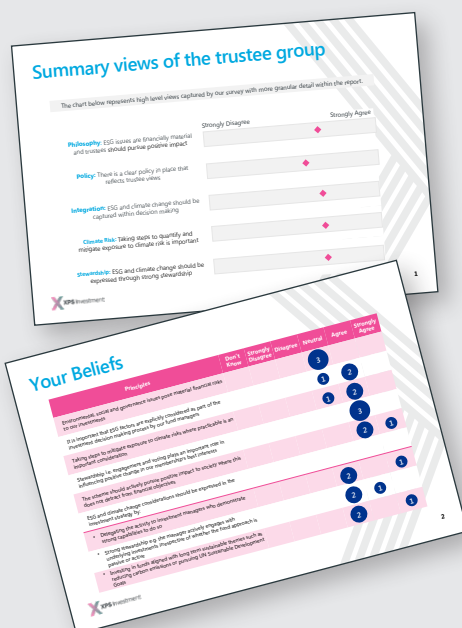 Summary views of the trustee group
The chart below represents high level views captured by our survey with more granular detail within the report.
Strongly Disagree
Strongly Agree
Philosophy: ESG issues are financially material
and trustees should pursue positive impact
Policy: There is a clear policy in place that
reflects trustee views
Integration: ESG and climate change should be
captured within decision making
Climate Risk: Taking steps to quantify and
mitigate exposure to climate risk is important
Stewardship: ESG and climate change should be
expressed through strong stewardship
XPS Investment
1
Your Beliefs
Principles
Don't
Know
Strongly
Disagree
Disagree
Neutral
Agree
Strongly
Agree
Environmental, social and governance issues pose material financial risks
to our investments
3
It is important that ESG factors are explicitly considered as part of the
investment decision making process by our fund managers
1
2
Taking steps to mitigate exposure to climate risks where practicable is an
important consideration
1
2
Stewardship i.e. engagement and voting plays an important role in
influencing positive change in our memberships best interests
3
The scheme should actively pursue positive impact to society where this
does not detract from financial objectives
2
1
ESG and climate change considerations should be expressed in the
investment strategy by:
• Delegating the activity to investment managers who demonstrate
strong capabilities to do so
2
1
• Strong stewardship e.g. the manager actively engages with
underlying investments irrespective of whether the fund approach is
passive or active
2
1
• Investing in funds aligned with long term sustainable themes such as
reducing carbon emissions or pursuing UN Sustainable Development
Goals
2
1
XPS Investment
2